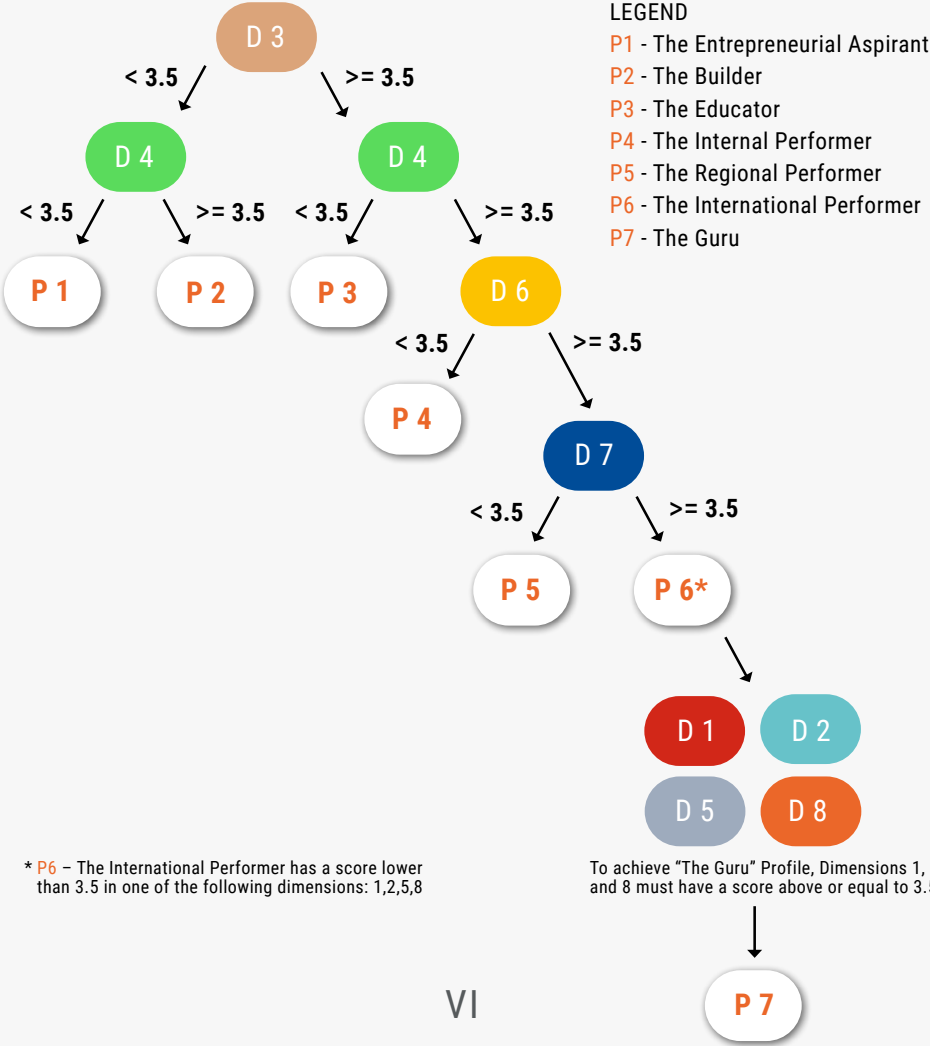 D 3
LEGEND
P1 - The Entrepreneurial Aspirant
P2 - The Builder
P3 - The Educator
P4 - The Internal Performer
P5 - The Regional Performer
P6 - The International Performer
P7 - The Guru
< 3.5
>= 3.5
D 4
D 4
< 3.5
>= 3.5
< 3.5
>= 3.5
P 1
P 2
P 3
D 6
< 3.5
>= 3.5
P 4
D 7
< 3.5
>= 3.5
P 5
P 6*
D 1
D 2
D 5
D 8
* P6 – The International Performer has a score lower
than 3.5 in one of the following dimensions: 1,2,5,8
To achieve “The Guru” Profile, Dimensions 1,
and 8 must have a score above or equal to 3.5
P 7
VI